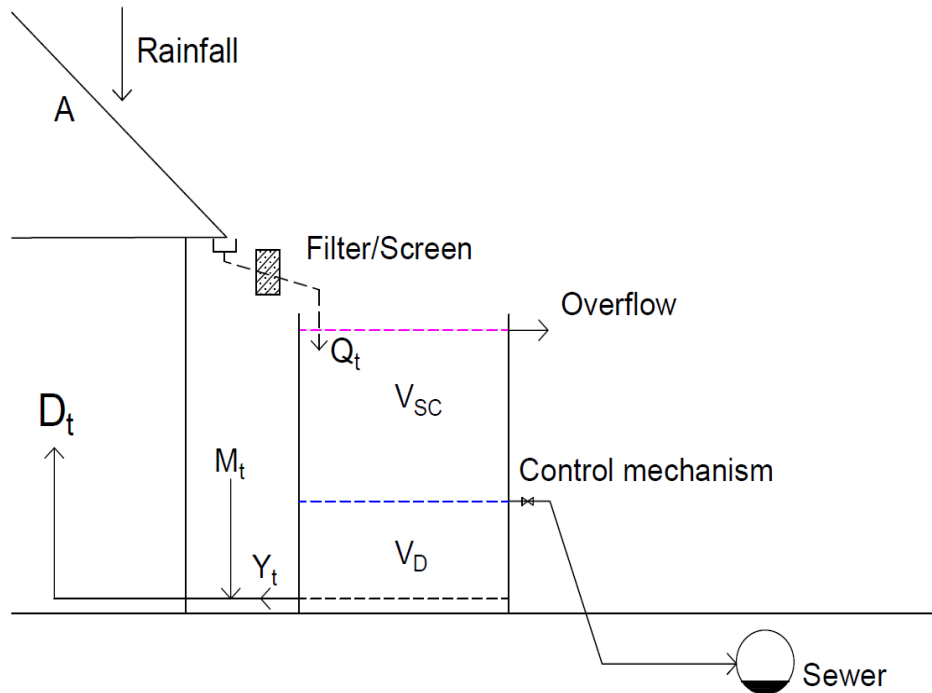 Rainfall
A
Filter/Screen
Overflow
Qt
VSC
Dt
Mt
Control mechanism
VD
Yt
Sewer